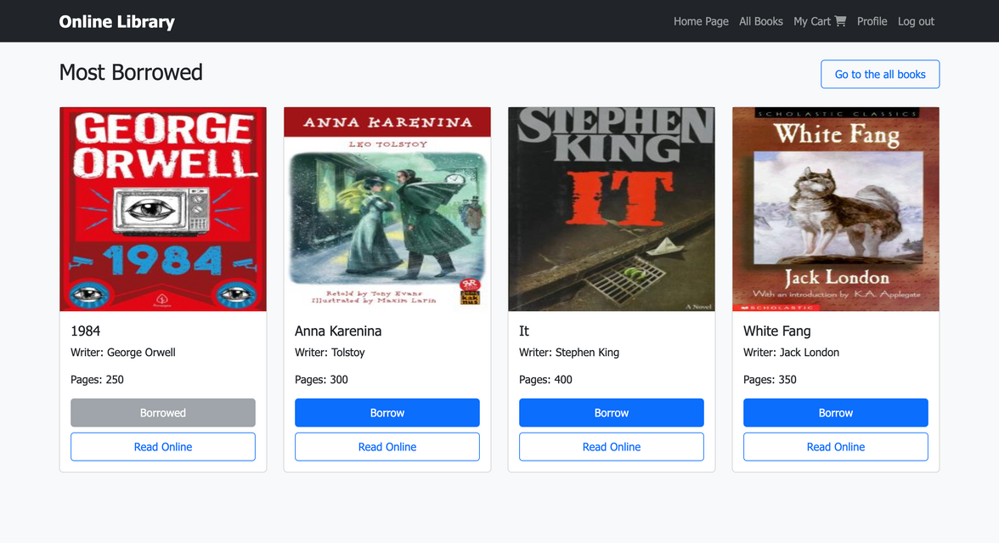 Online Library
Home Page All Books My Cart Profile Log out
Most Borrowed
Go to the all books
GEORGE
ORWELL
1984
ANNA KARENINA
LEO TOLSTOY
Retold by Tony Evans
Illustrated by Maxim Larin
STEPHEN
KING
IT
A Novel
SCHOLASTIC CLASSICS
White Fang
Jack London
With an introduction by K.A. Applegate
SCHOLASTIC
1984
Writer: George Orwell
Pages: 250
Borrowed
Read Online
Anna Karenina
Writer: Tolstoy
Pages: 300
Borrow
Read Online
It
Writer: Stephen King
Pages: 400
Borrow
Read Online
White Fang
Writer: Jack London
Pages: 350
Borrow
Read Online